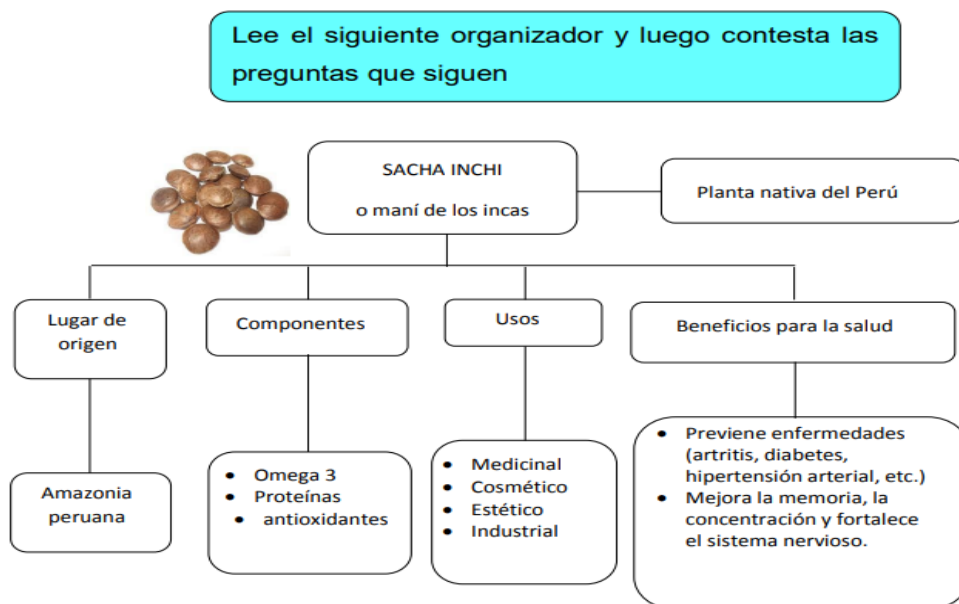 Lee el siguiente organizador y luego contesta las
preguntas que siguen
SACHA INCHI
o maní de los incas
Planta nativa del Perú
Lugar de
origen
Componentes
Usos
Beneficios para la salud
Amazonia
peruana
• Omega 3
• Proteínas
• antioxidantes
• Medicinal
• Cosmético
• Estético
• Industrial
• Previene enfermedades
(artritis, diabetes,
hipertensión arterial, etc.)
• Mejora la memoria, la
concentración y fortalece
el sistema nervioso.